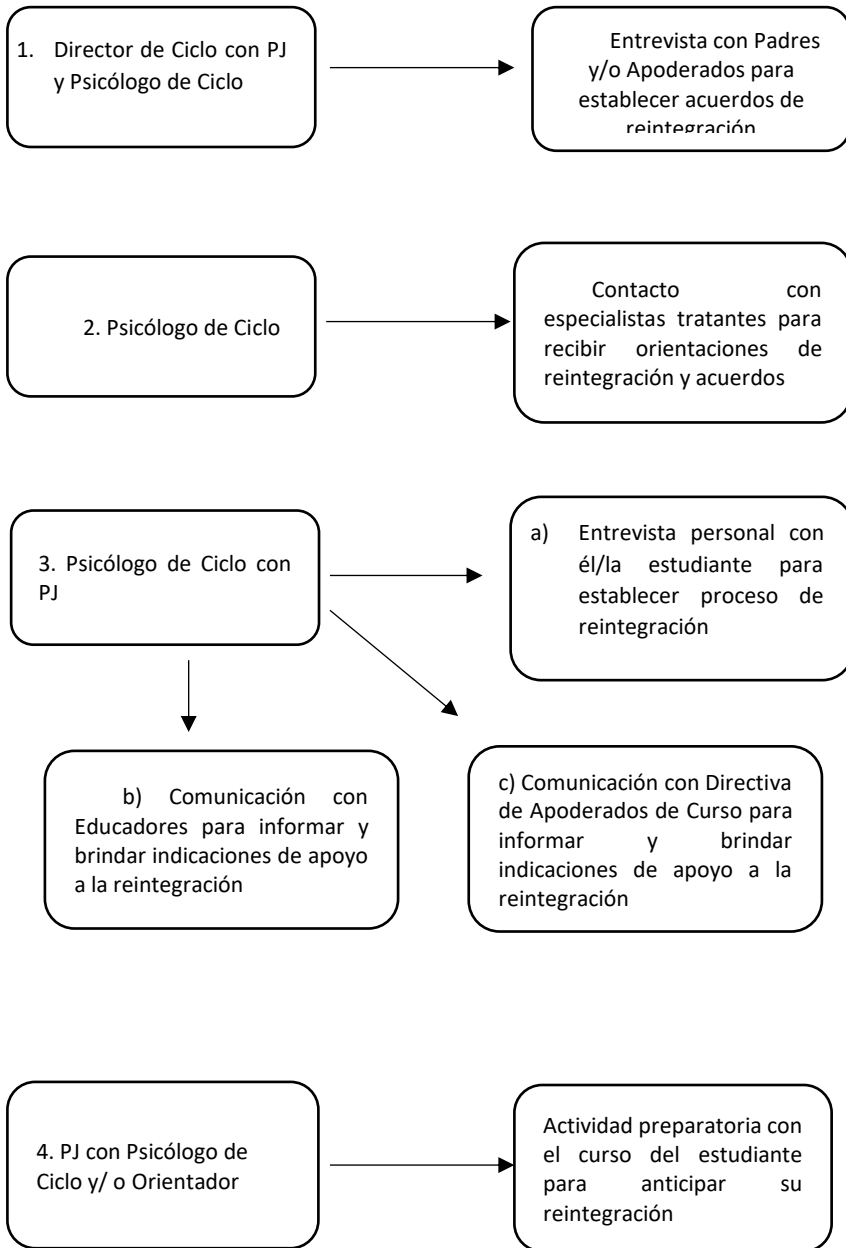 1. Director de Ciclo con PJ
y Psicólogo de Ciclo
Entrevista con Padres
y/o Apoderados para
establecer acuerdos de
reintegración
2. Psicólogo de Ciclo
Contacto con
especialistas tratantes para
recibir orientaciones de
reintegración y acuerdos
3. Psicólogo de Ciclo con
PJ
a) Entrevista personal con
él/la estudiante para
establecer proceso de
reintegración
b) Comunicación con
Educadores para informar y
brindar indicaciones de apoyo
a la reintegración
c) Comunicación con Directiva
de Apoderados de Curso para
informar y brindar
indicaciones de apoyo a la
reintegración
4. PJ con Psicólogo de
Ciclo y/ o Orientador
Actividad preparatoria con
el curso del estudiante
para anticipar su
reintegración